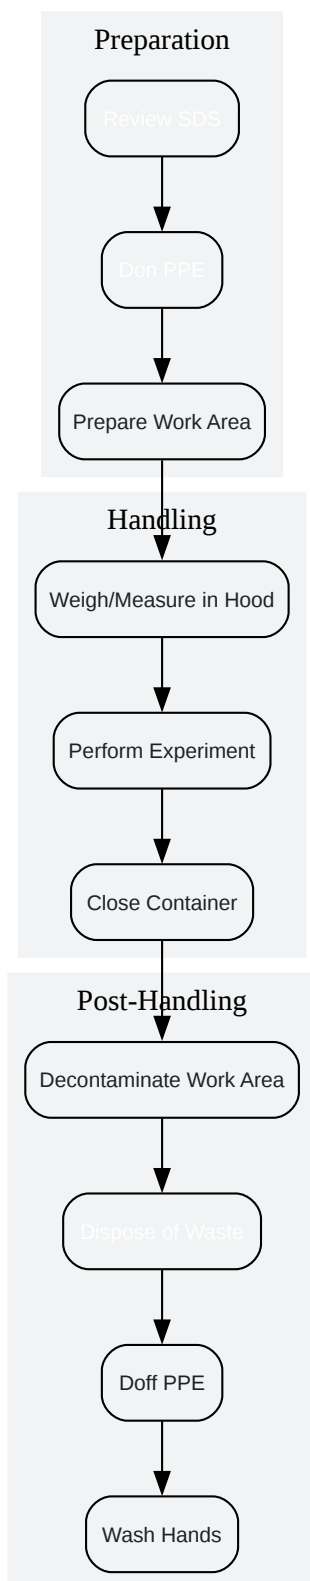 Preparation
Review SDS
Don PPE
Prepare Work Area
Handling
Weigh/Measure in Hood
Perform Experiment
Close Container
Post-Handling
Decontaminate Work Area
Dispose of Waste
Doff PPE
Wash Hands